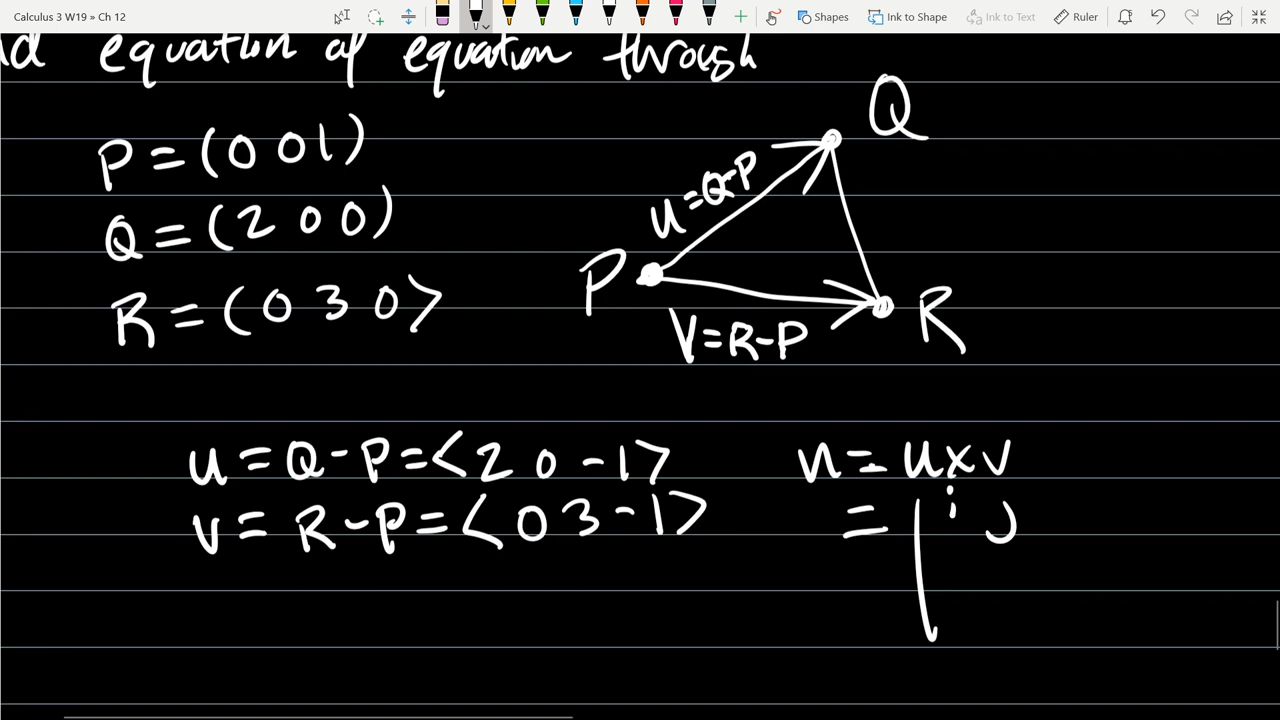 Calculus 3 W19 » Ch 12
Shapes
Ink to Shape
Ink to Text
Ruler
equation of equation through
P = (0 0 1)
Q = (2 0 0)
R = (0 3 0>
Q
u = Q-P
P
V = R-P
R
u = Q - P = <2 0 -1>
v = R - P = <0 3 -1>
n = u x v
= | i j